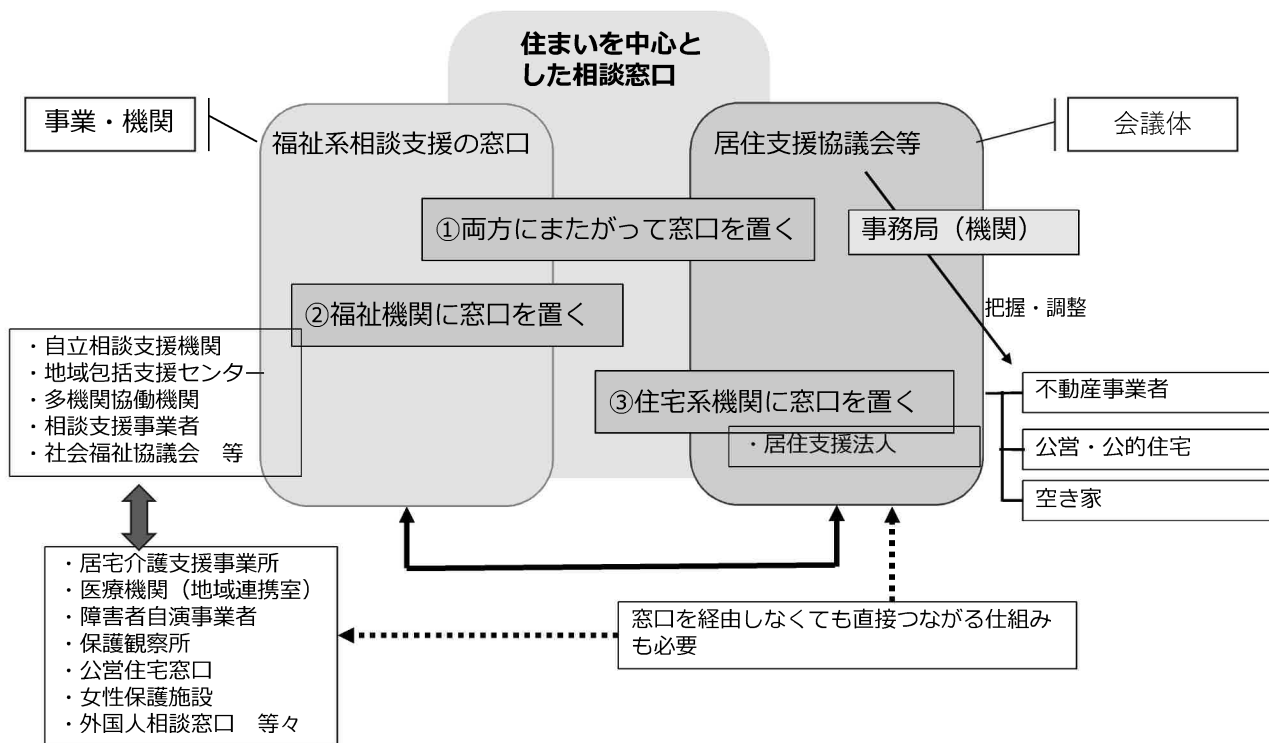 住まいを中心と
した相談窓口
事業・機関
福祉系相談支援の窓口
居住支援協議会等
会議体
①両方にまたがって窓口を置く
事務局（機関）
②福祉機関に窓口を置く
把握・調整
・自立相談支援機関
・地域包括支援センター
・多機関協働機関
・相談支援事業者
・社会福祉協議会　等
③住宅系機関に窓口を置く
・居住支援法人
不動産事業者
公営・公的住宅
空き家
・居宅介護支援事業所
・医療機関（地域連携室）
・障害者自演事業者
・保護観察所
・公営住宅窓口
・女性保護施設
・外国人相談窓口　等々
窓口を経由しなくても直接つながる仕組み
も必要